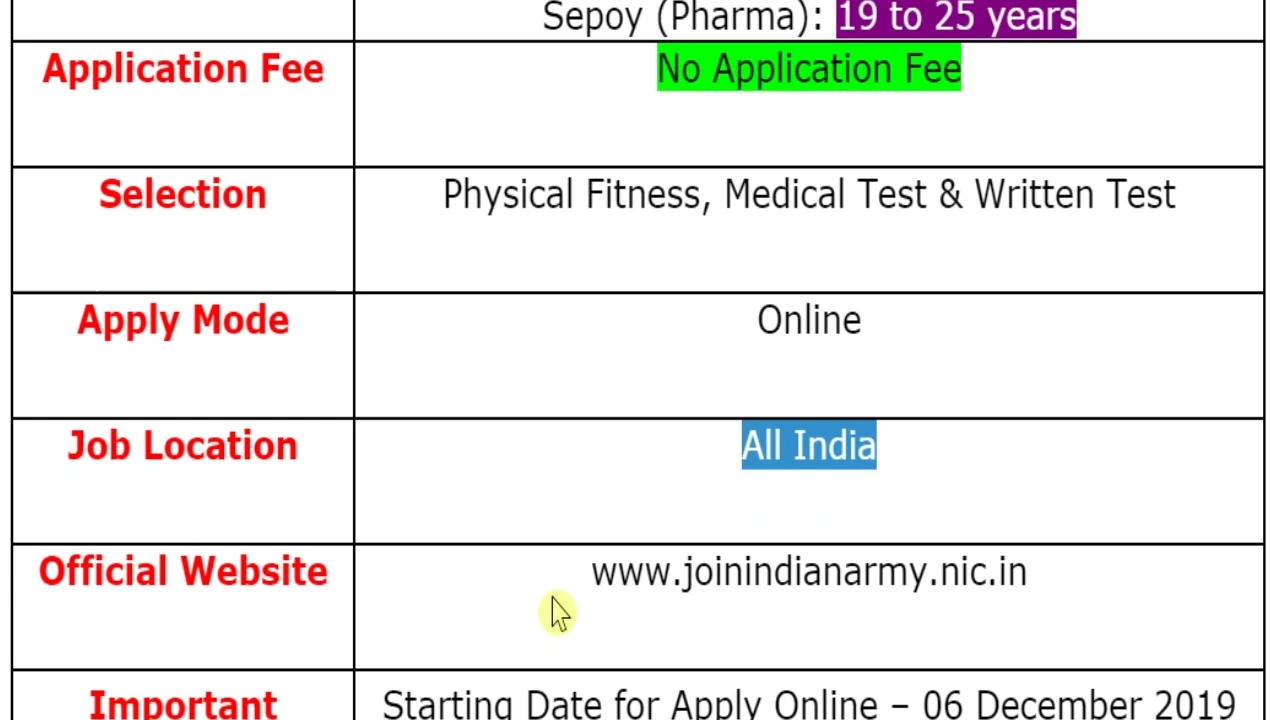 Sepoy (Pharma): 19 to 25 years
Application Fee
No Application Fee
Selection
Physical Fitness, Medical Test & Written Test
Apply Mode
Online
Job Location
All India
Official Website
www.joinindianarmy.nic.in
Important
Starting Date for Apply Online – 06 December 2019